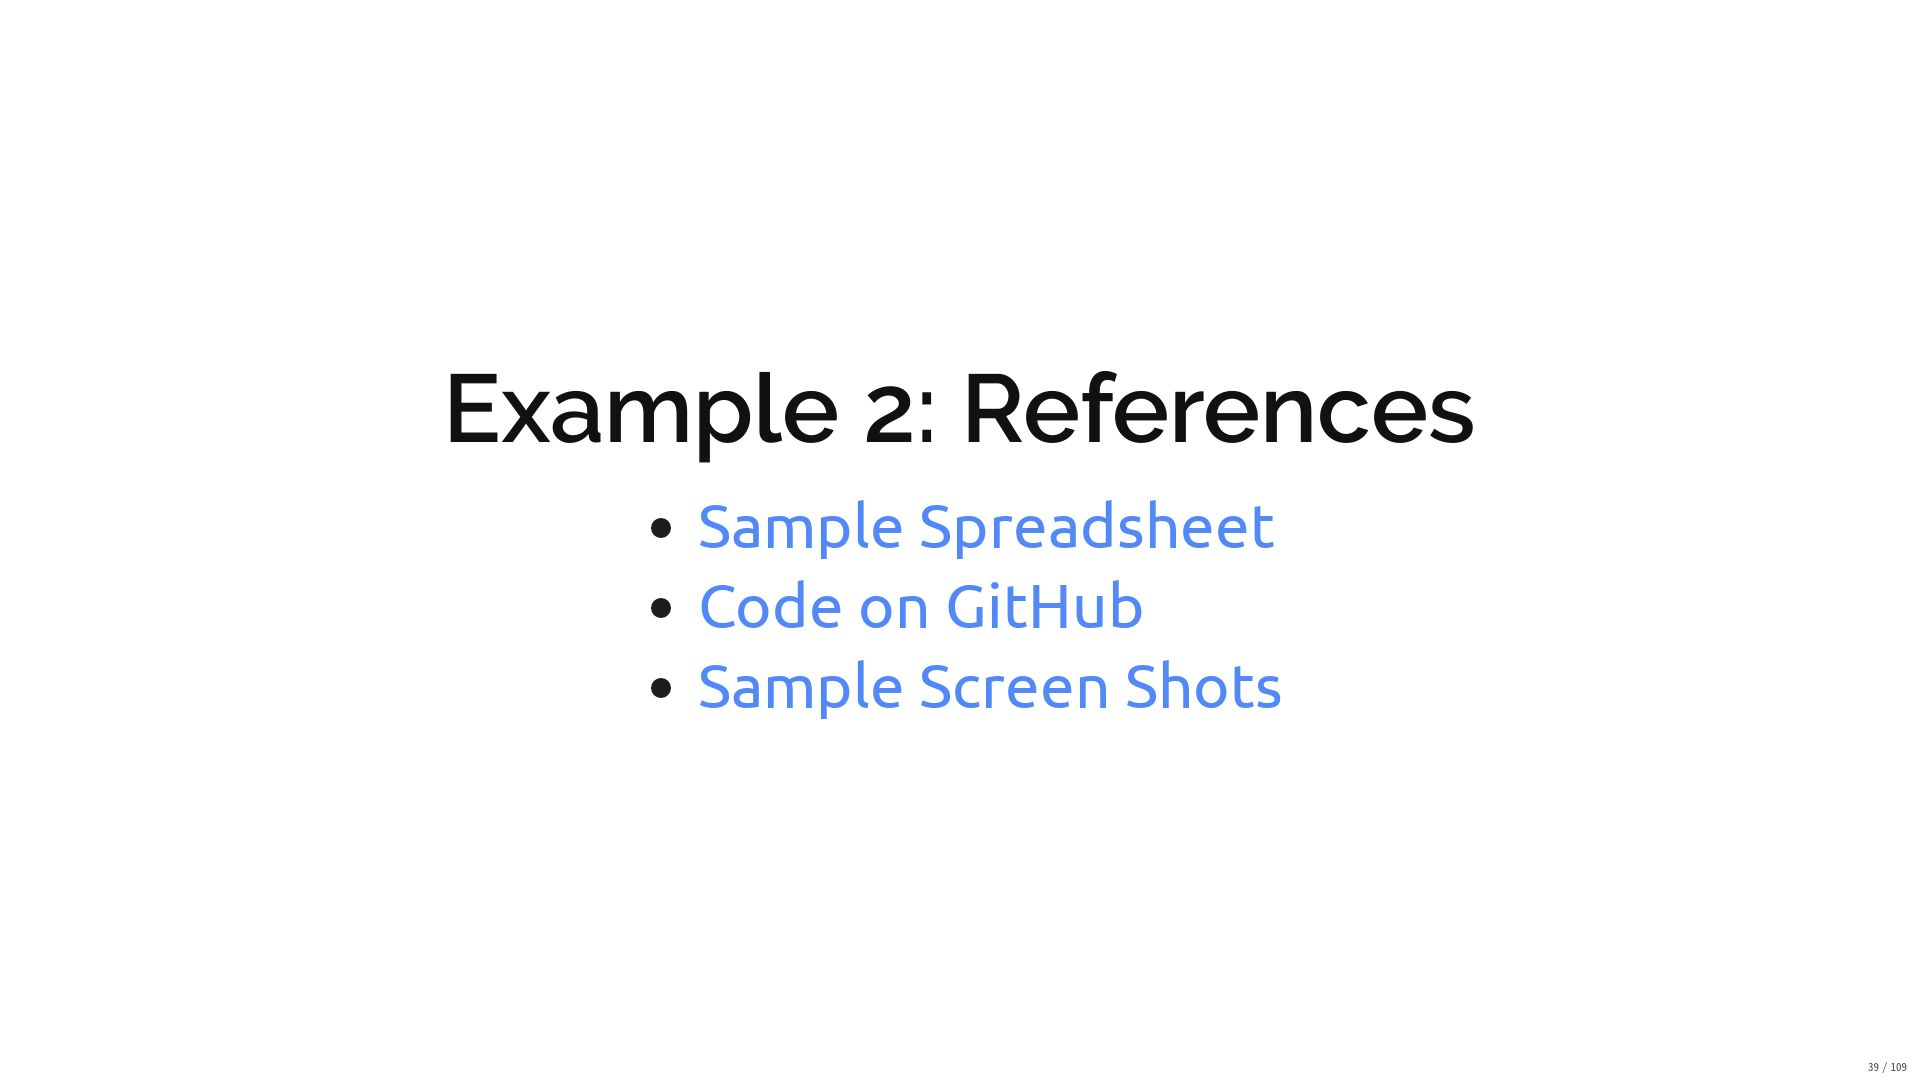 Example 2: References
• Sample Spreadsheet
• Code on GitHub
• Sample Screen Shots
39 / 109